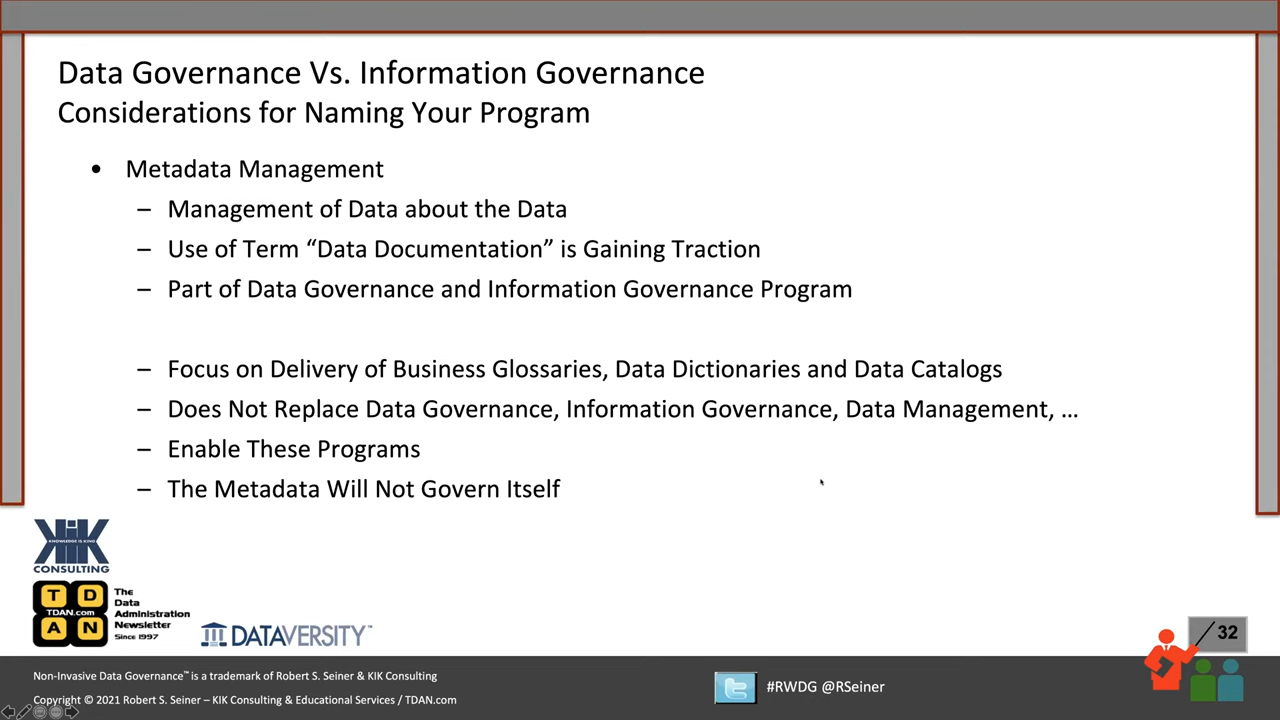 Data Governance Vs. Information Governance
Considerations for Naming Your Program
• Metadata Management
– Management of Data about the Data
– Use of Term “Data Documentation” is Gaining Traction
– Part of Data Governance and Information Governance Program
– Focus on Delivery of Business Glossaries, Data Dictionaries and Data Catalogs
– Does Not Replace Data Governance, Information Governance, Data Management, …
– Enable These Programs
– The Metadata Will Not Govern Itself
KIK
KNOWLEDGE IS KING
CONSULTING
T D
TDAN.com
A N
The
Data
Administration
Newsletter
Since 1997
DATAVERSITY™
32
Non-Invasive Data Governance™ is a trademark of Robert S. Seiner & KIK Consulting
Copyright © 2021 Robert S. Seiner – KIK Consulting & Educational Services / TDAN.com
#RWDG @RSeiner